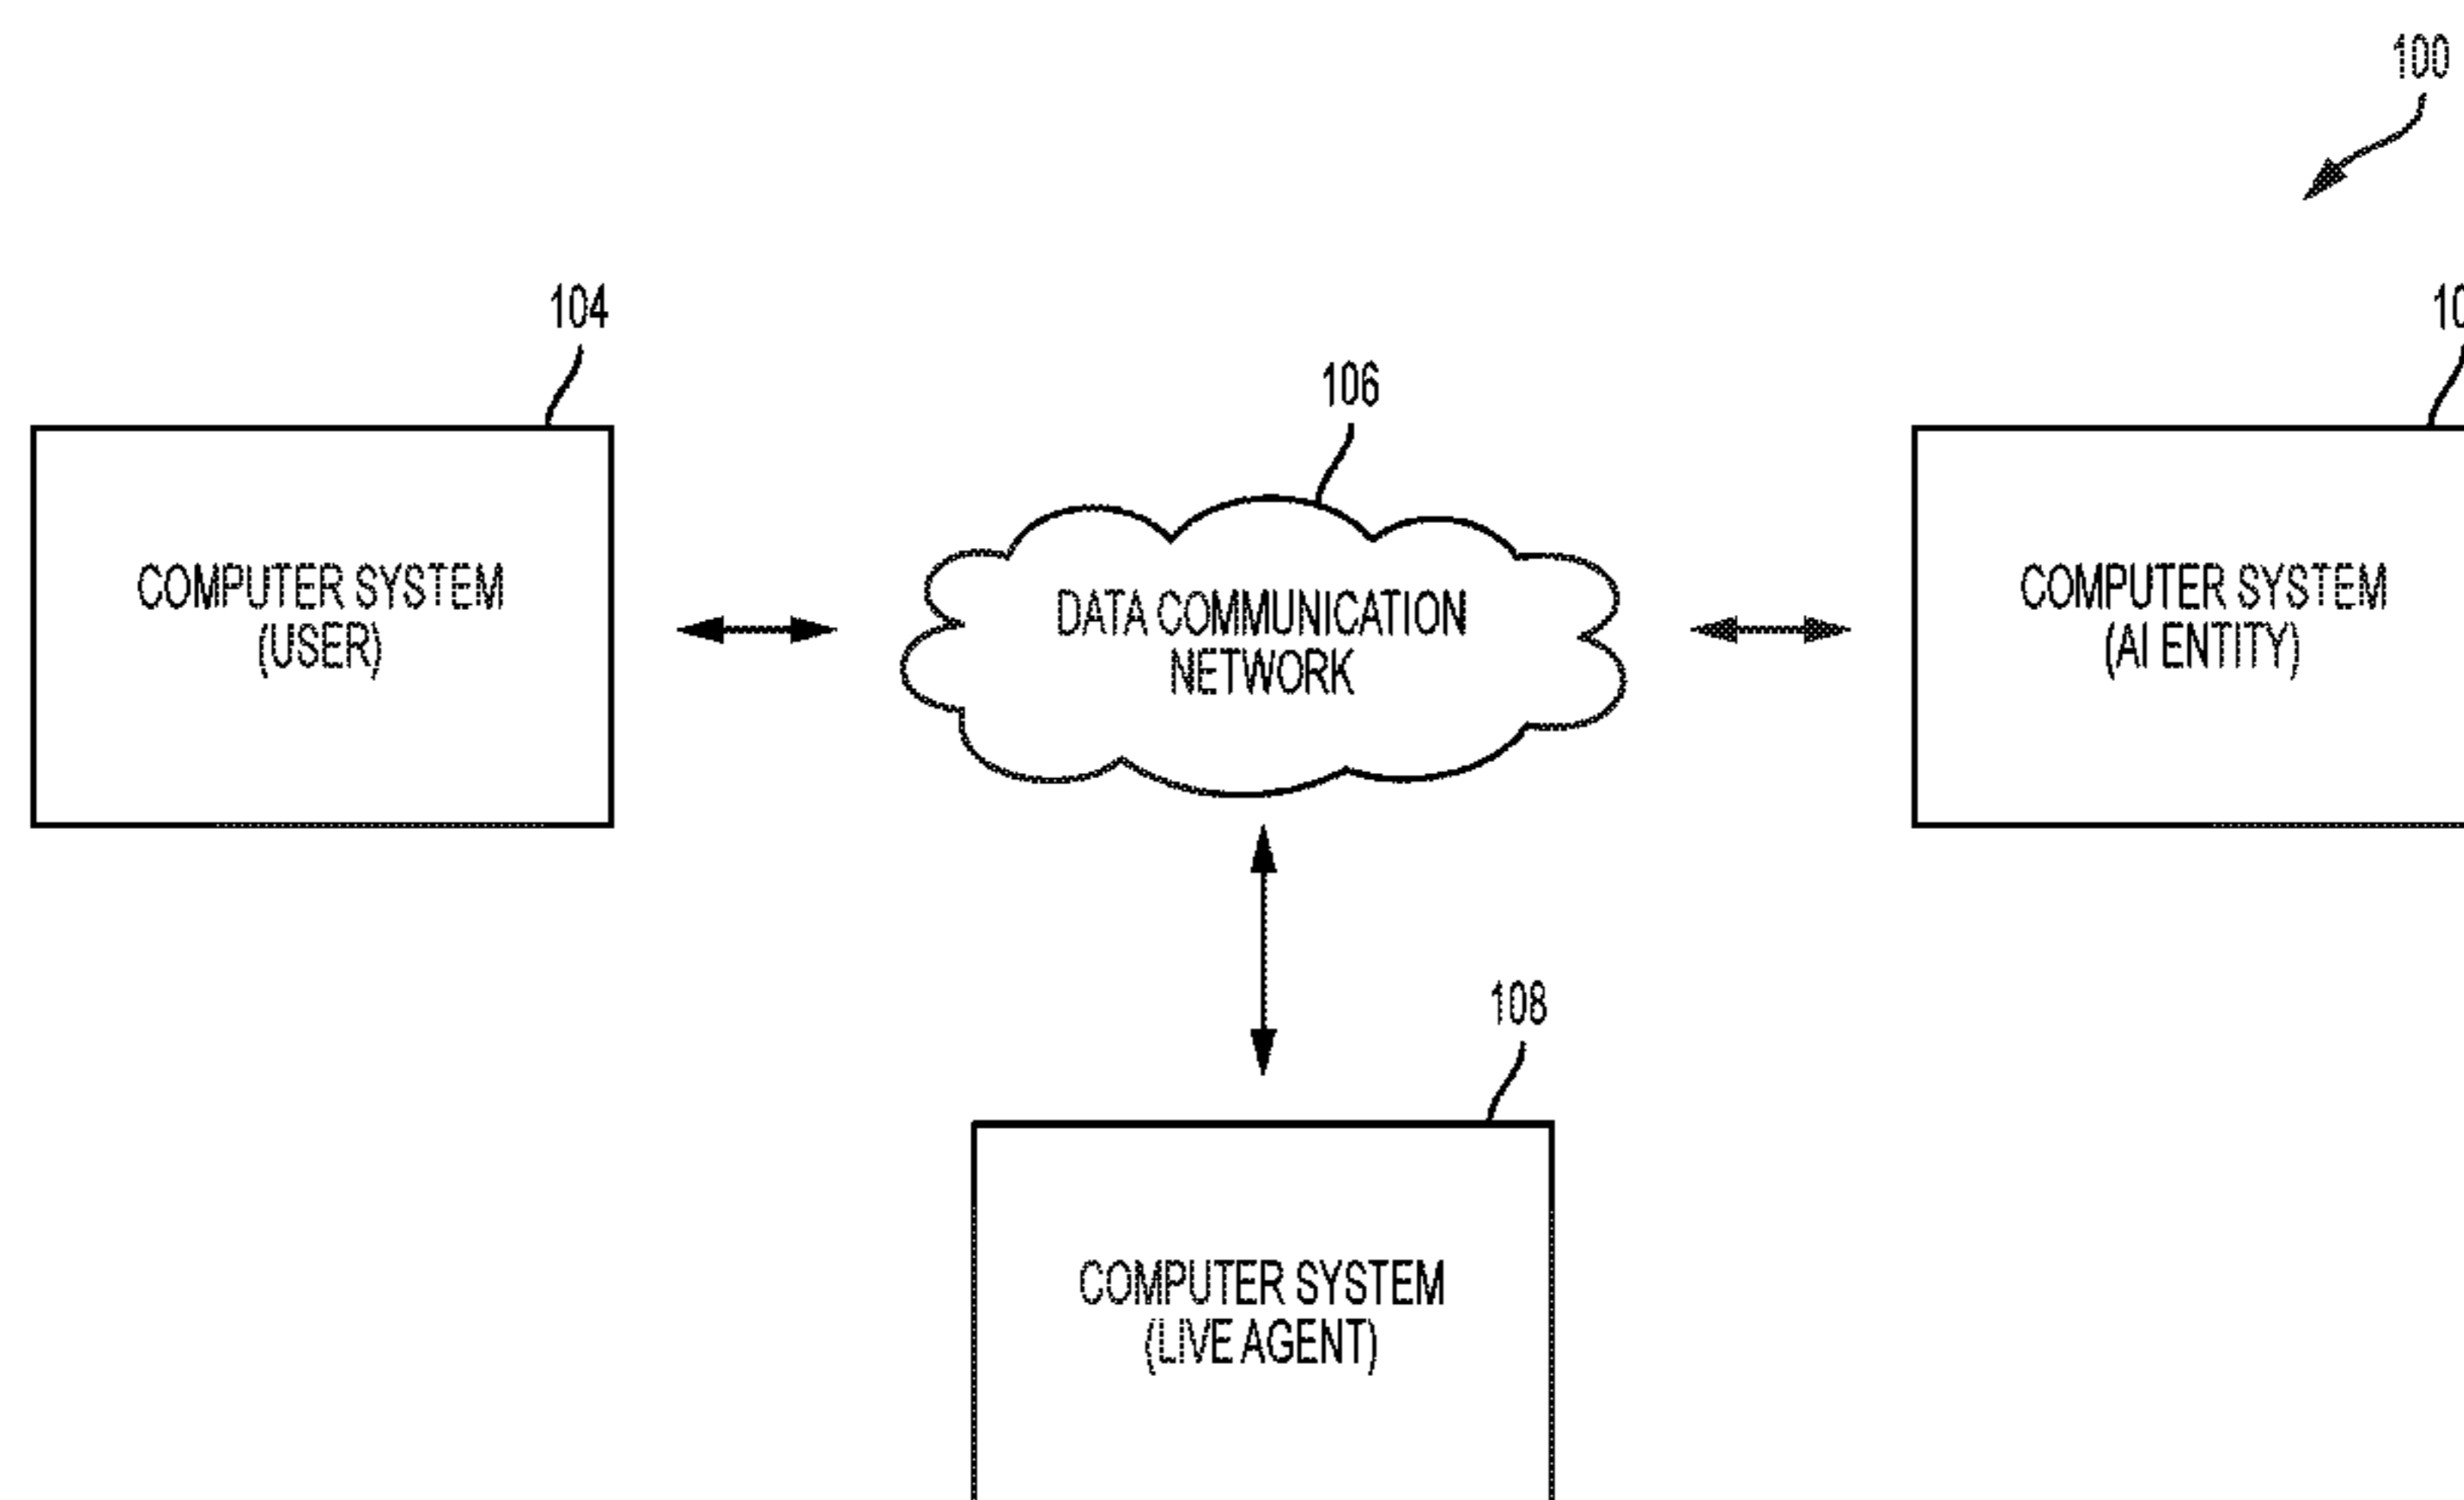 100
104
106
COMPUTER SYSTEM
(USER)
DATA COMMUNICATION
NETWORK
COMPUTER SYSTEM
(AI ENTITY)
108
COMPUTER SYSTEM
(LIVE AGENT)